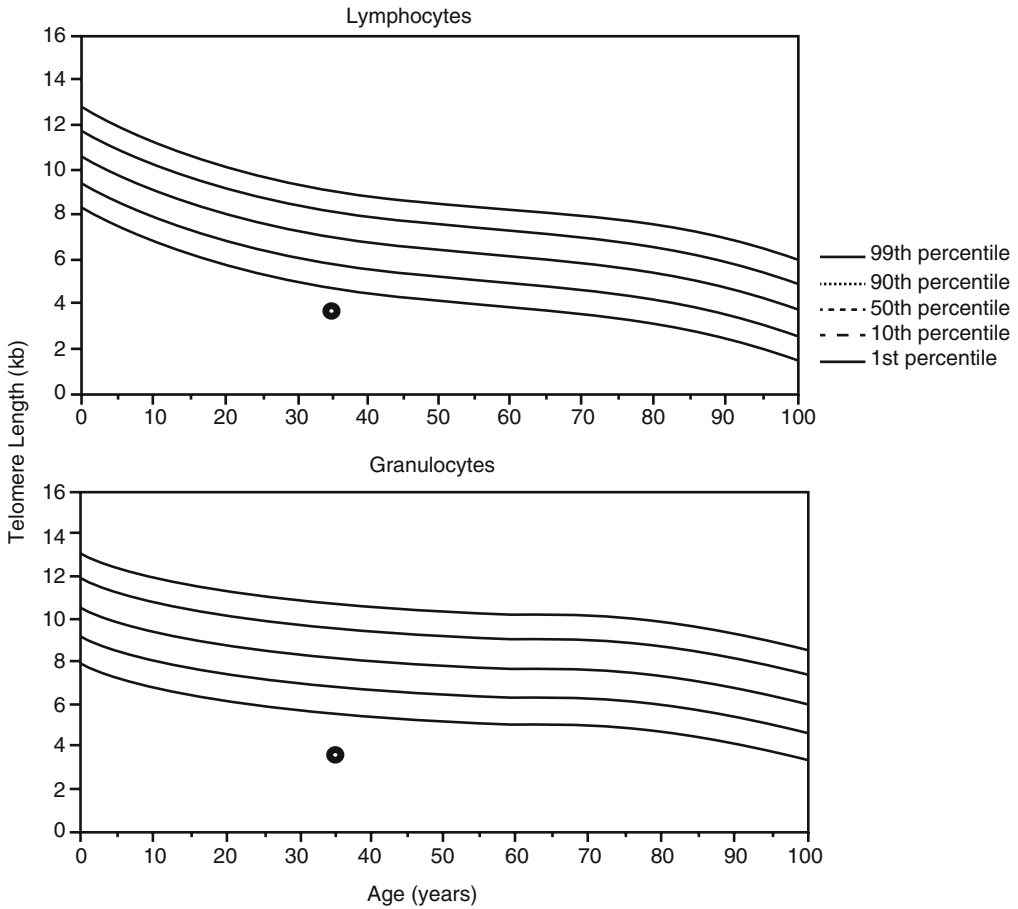 Lymphocytes
16
14
12
10
8
6
4
2
0
0 10 20 30 40 50 60 70 80 90 100
99th percentile
90th percentile
50th percentile
10th percentile
1st percentile
Telomere Length (kb)
Granulocytes
16
14
12
10
8
6
4
2
0
0 10 20 30 40 50 60 70 80 90 100
Age (years)